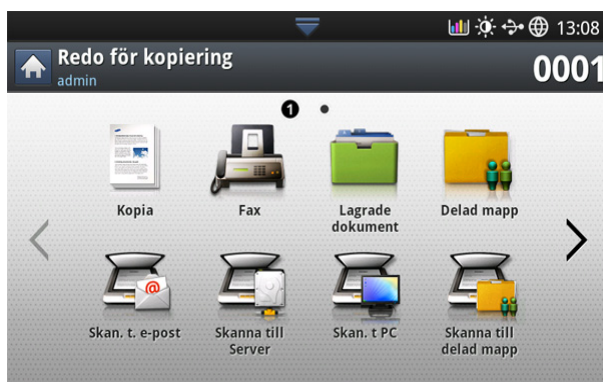 13:08
Redo för kopiering
admin
0001
1
Kopia
Fax
Lagrade
dokument
Delad mapp
@
Skan. t. e-post
Skanna till
Server
Skan. t PC
Skanna till
delad mapp